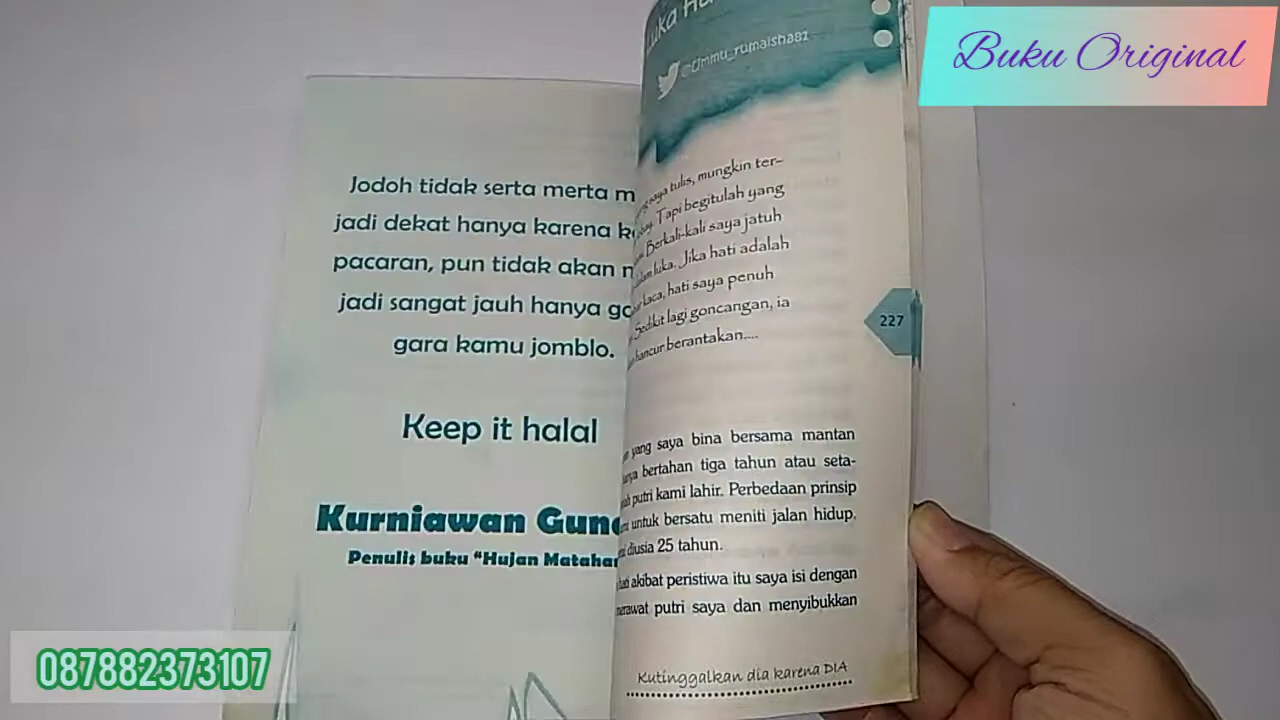 Buku Original
Jodoh tidak serta merta m
jadi dekat hanya karena k
pacaran, pun tidak akan
jadi sangat jauh hanya
gara kamu jomblo.
Keep it halal
Kurniawan
Penulis buku "Hujan
Luka
@Ummu_rumaisha82
saya tulis, mungkin ter-
Tapi begitulah yang
Berkali-kali saya jatuh
luka. Jika hati adalah
kaca, hati saya penuh
Sedikit lagi goncangan, ia
hancur berantakan....
yang saya bina bersama mantan
bertahan tiga tahun atau seta-
putri kami lahir. Perbedaan prinsip
untuk bersatu meniti jalan hidup.
diusia 25 tahun.
hati akibat peristiwa itu saya isi dengan
merawat putri saya dan menyibukkan
Kutinggalkan dia karena DIA
227
087882373107